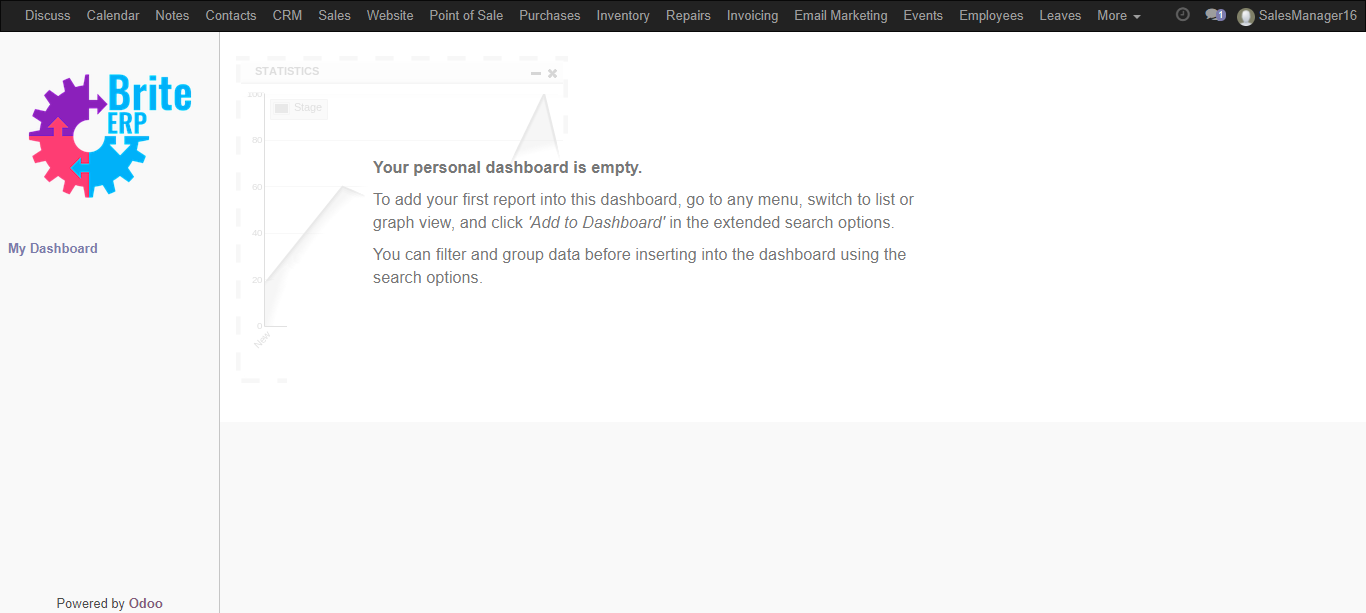 Discuss Calendar Notes Contacts CRM Sales Website Point of Sale Purchases Inventory Repairs Invoicing Email Marketing Events Employees Leaves More 1 SalesManager16
Brite
ERP
My Dashboard
Powered by Odoo
STATISTICS
100
Stage
80
60
40
20
0
New
Your personal dashboard is empty.
To add your first report into this dashboard, go to any menu, switch to list or
graph view, and click 'Add to Dashboard' in the extended search options.
You can filter and group data before inserting into the dashboard using the
search options.